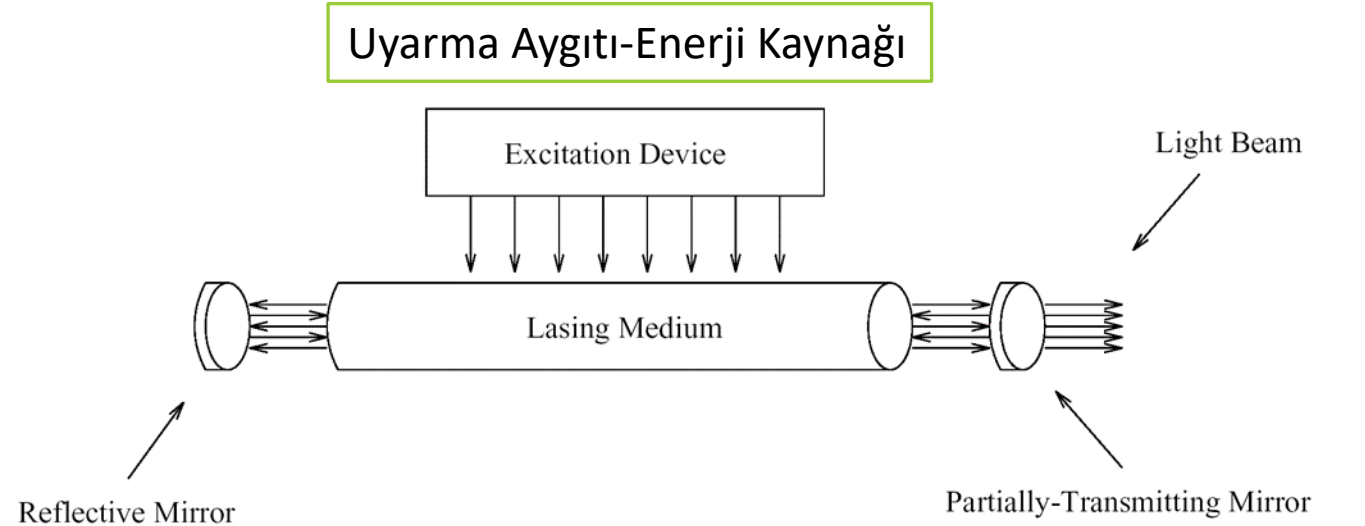 Uyarma Aygıtı-Enerji Kaynağı
Excitation Device
Light Beam
Lasing Medium
Reflective Mirror
Partially-Transmitting Mirror